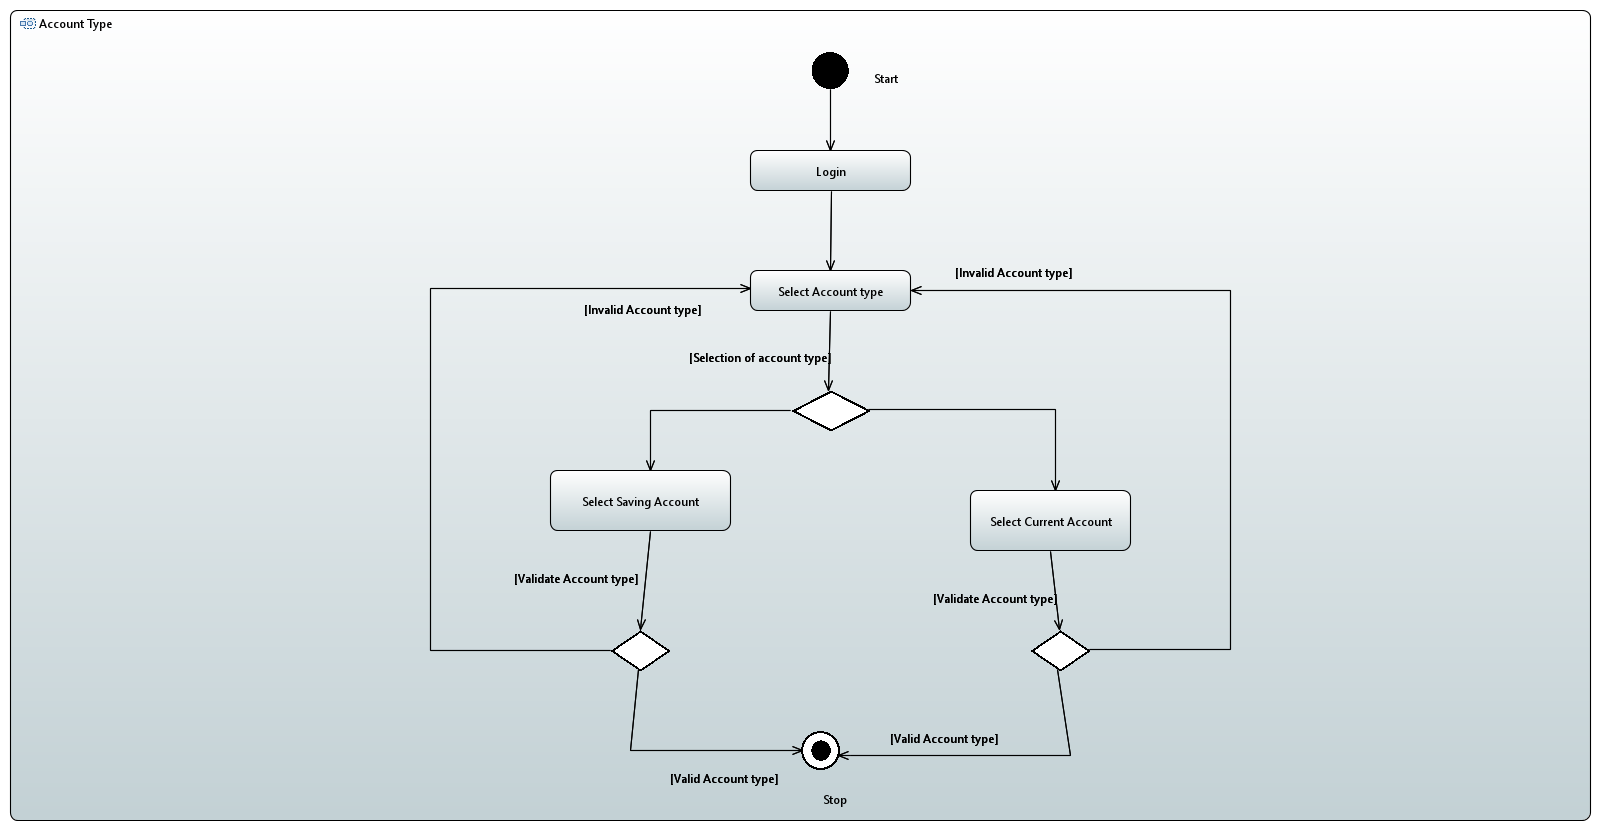 Account Type
Start
Login
[Invalid Account type]
Select Account type
[Invalid Account type]
[Selection of account type]
Select Saving Account
Select Current Account
[Validate Account type]
[Validate Account type]
[Valid Account type]
[Valid Account type]
Stop